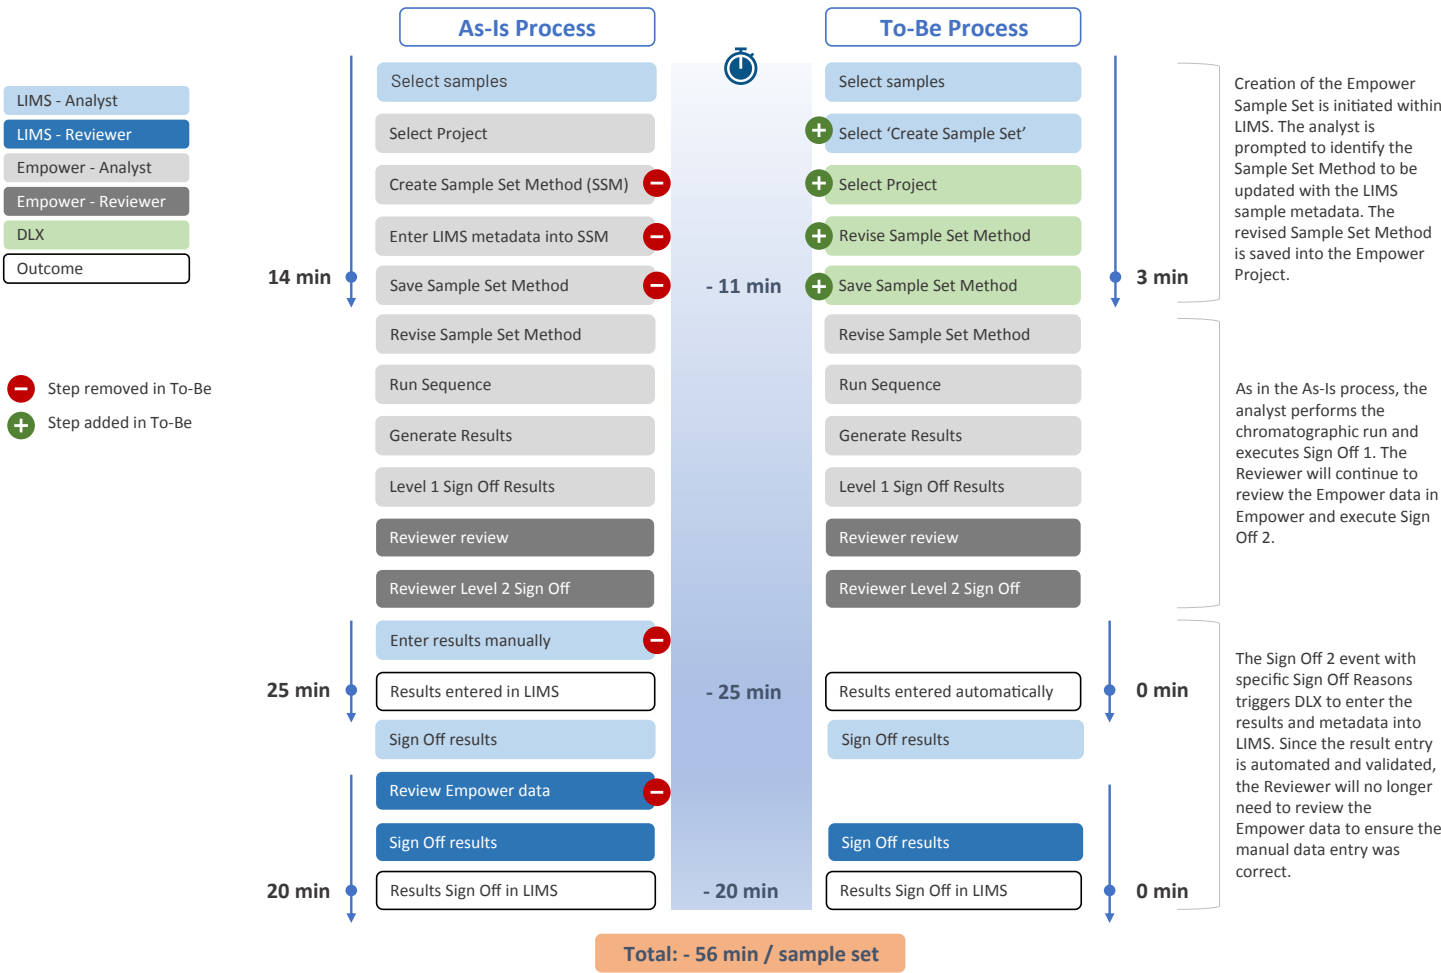 As-Is Process
To-Be Process
LIMS - Analyst
LIMS - Reviewer
Empower - Analyst
Empower - Reviewer
DLX
Outcome
Step removed in To-Be
Step added in To-Be
14 min
25 min
20 min
Select samples
Select Project
Create Sample Set Method (SSM)
Enter LIMS metadata into SSM
Save Sample Set Method
Revise Sample Set Method
Run Sequence
Generate Results
Level 1 Sign Off Results
Reviewer review
Reviewer Level 2 Sign Off
Enter results manually
Results entered in LIMS
Sign Off results
Review Empower data
Sign Off results
Results Sign Off in LIMS
- 11 min
- 25 min
- 20 min
Select samples
Select ‘Create Sample Set’
Select Project
Revise Sample Set Method
Save Sample Set Method
Revise Sample Set Method
Run Sequence
Generate Results
Level 1 Sign Off Results
Reviewer review
Reviewer Level 2 Sign Off
Results entered automatically
Sign Off results
Sign Off results
Results Sign Off in LIMS
3 min
0 min
0 min
Creation of the Empower
Sample Set is initiated within
LIMS. The analyst is
prompted to identify the
Sample Set Method to be
updated with the LIMS
sample metadata. The
revised Sample Set Method
is saved into the Empower
Project.
As in the As-Is process, the
analyst performs the
chromatographic run and
executes Sign Off 1. The
Reviewer will continue to
review the Empower data in
Empower and execute Sign
Off 2.
The Sign Off 2 event with
specific Sign Off Reasons
triggers DLX to enter the
results and metadata into
LIMS. Since the result entry
is automated and validated,
the Reviewer will no longer
need to review the
Empower data to ensure the
manual data entry was
correct.
Total: - 56 min / sample set